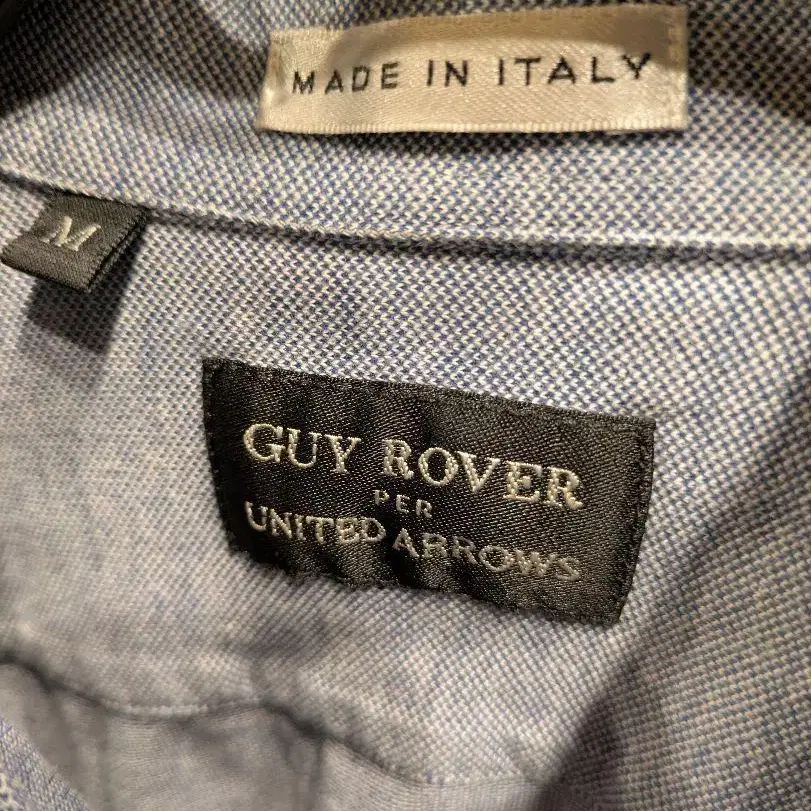 MADE IN ITALY
M
GUY ROVER
PER
UNITED ARROWS